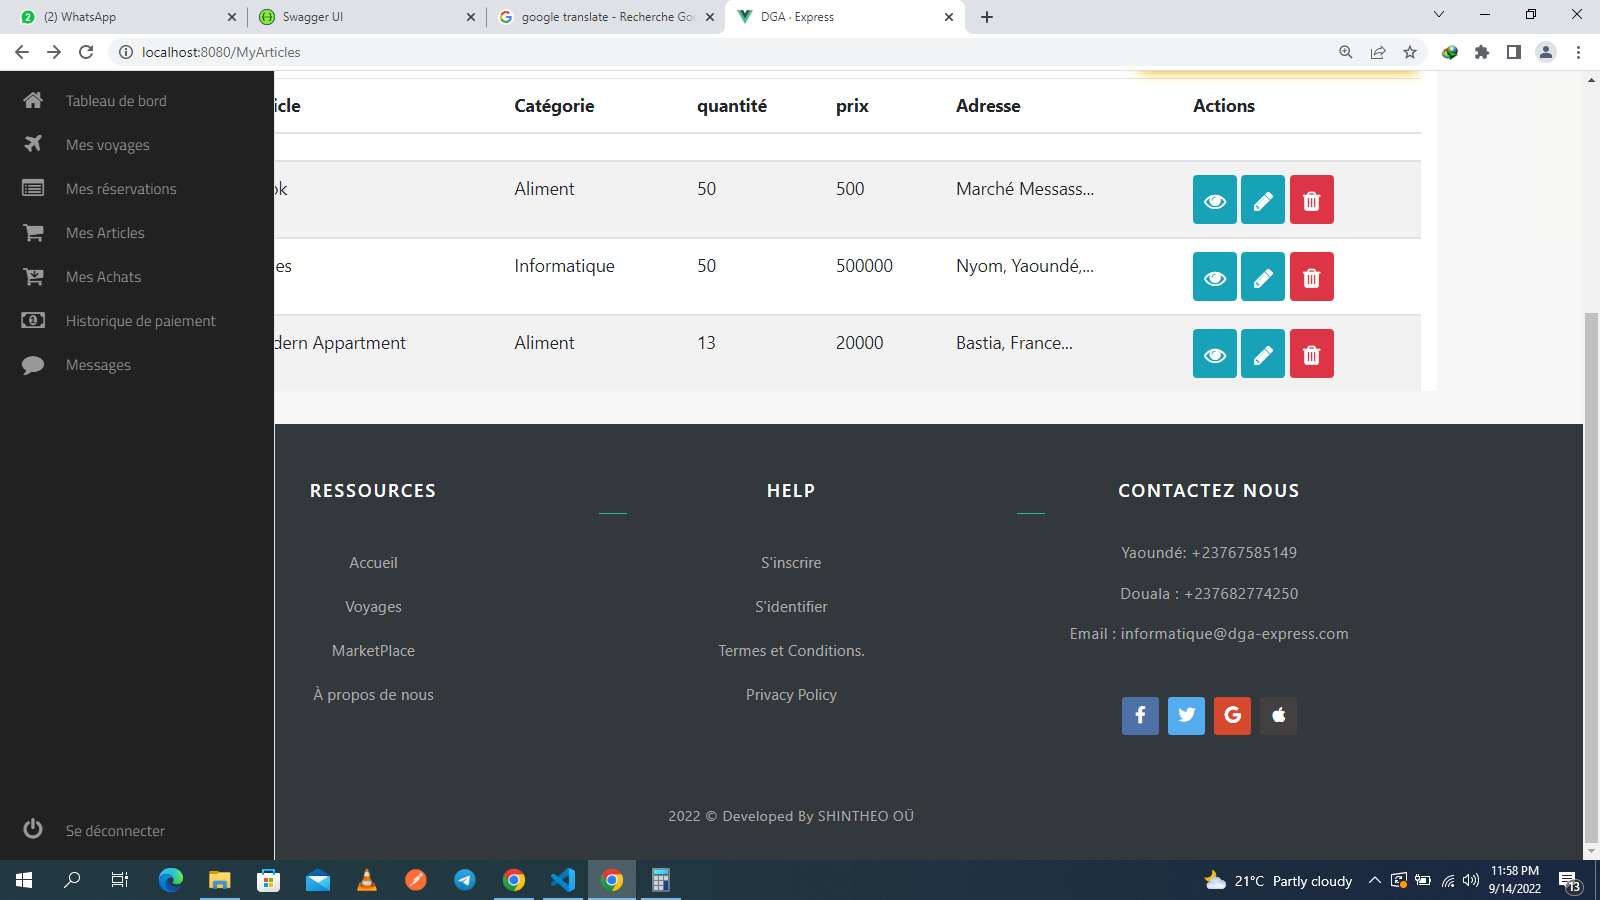 (2) WhatsApp
Swagger UI
google translate - Recherche Goo
DGA · Express
localhost:8080/MyArticles
Tableau de bord
Mes voyages
Mes réservations
Mes Articles
Mes Achats
Historique de paiement
Messages
Se déconnecter
icle Catégorie quantité prix Adresse Actions
ok Aliment 50 500 Marché Messass...
es Informatique 50 500000 Nyom, Yaoundé,...
dern Appartment Aliment 13 20000 Bastia, France...
RESSOURCES
Accueil
Voyages
MarketPlace
À propos de nous
HELP
S'inscrire
S'identifier
Termes et Conditions.
Privacy Policy
CONTACTEZ NOUS
Yaoundé: +23767585149
Douala : +237682774250
Email : informatique@dga-express.com
2022 © Developed By SHINTHEO OÜ
21°C Partly cloudy
11:58 PM
9/14/2022
13